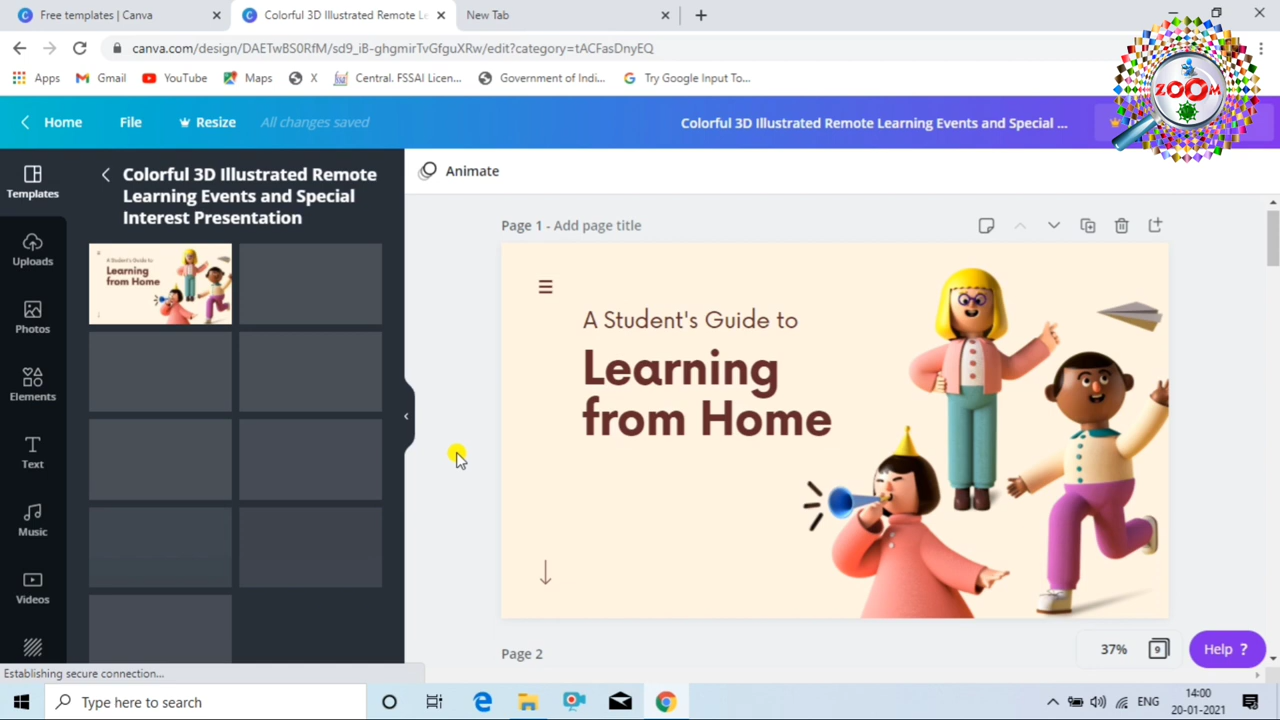 Free templates | Canva
Colorful 3D Illustrated Remote Le
New Tab
canva.com/design/DAETwBS0RfM/sd9_iB-ghgmirTvGfguXRw/edit?category=tACFasDnyEQ
Apps
Gmail
YouTube
Maps
X
Central. FSSAI Licen...
Government of Indi...
Try Google Input To...
ZOOM
Home
File
Resize
All changes saved
Colorful 3D Illustrated Remote Learning Events and Special ...
Templates
Uploads
Photos
Elements
Text
Music
Videos
Colorful 3D Illustrated Remote
Learning Events and Special
Interest Presentation
A Student's Guide to
Learning
from Home
Animate
Page 1 - Add page title
A Student's Guide to
Learning
from Home
Page 2
37%
9
Help ?
Establishing secure connection...
Type here to search
ENG
14:00
20-01-2021